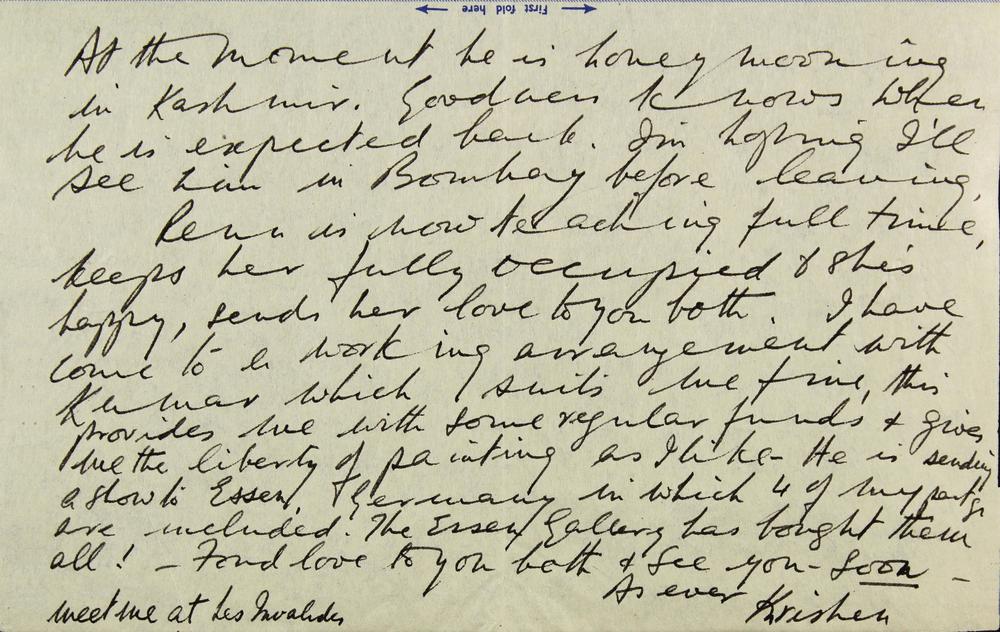 First fold here
At the moment he is honeymooning
in Kashmir. Goodness knows when
he is expected back. I'm hoping I'll
see him in Bombay before leaving,
Renu is now teaching full time,
keeps her fully occupied & she's
happy, sends her love to you both. I have
come to a working arrangement with
Kumar which suits me fine, this
provides me with some regular funds & gives
me the liberty of painting as I like - He is sending
a show to Essen, Germany in which 4 of my ptgs
are included! The Essen Gallery has bought them
all! - Fond love to you both & see you - soon -
As ever
meet me at Les Invalides Krishen